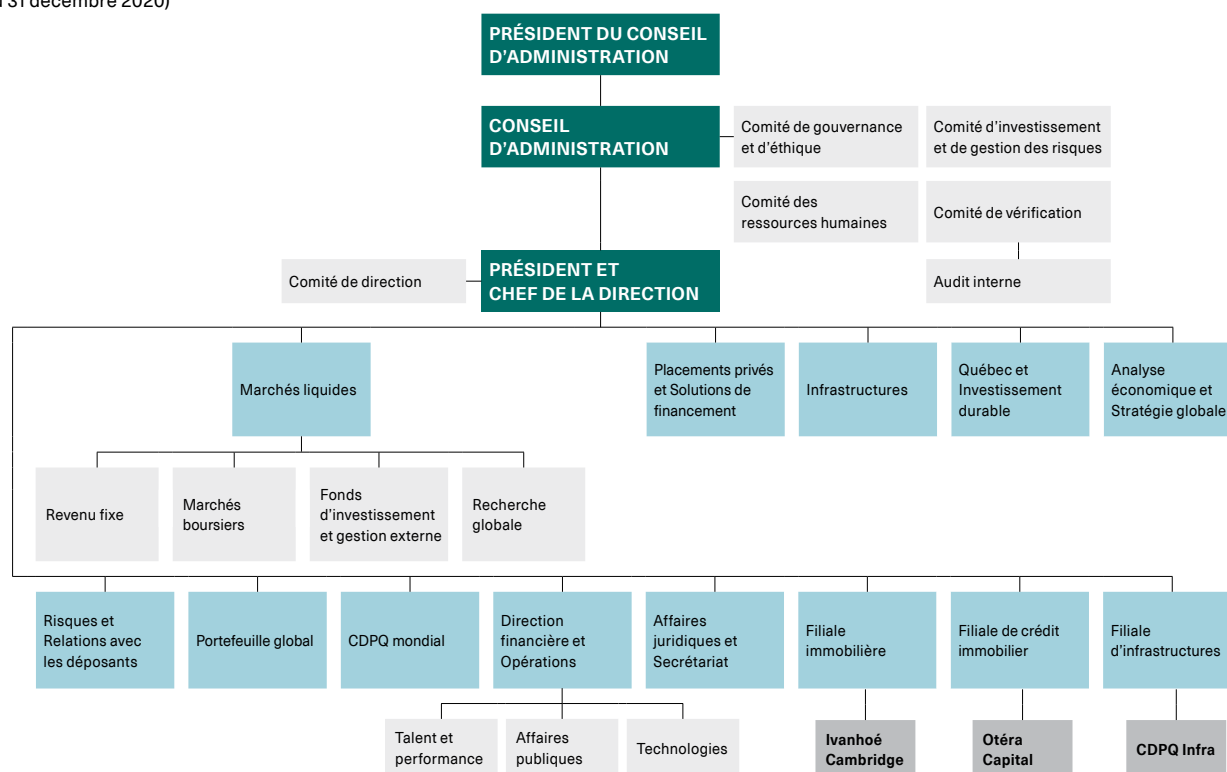 31 décembre 2020)
PRÉSIDENT DU CONSEIL
D'ADMINISTRATION
CONSEIL
D'ADMINISTRATION
Comité de gouvernance
et d'éthique
Comité d'investissement
et de gestion des risques
Comité des
ressources humaines
Comité de vérification
PRÉSIDENT ET
CHEF DE LA DIRECTION
Comité de direction
Audit interne
Marchés liquides
Placements privés
et Solutions de
financement
Infrastructures
Québec et
Investissement
durable
Analyse
économique et
Stratégie globale
Revenu fixe
Marchés
boursiers
Fonds
d'investissement
et gestion externe
Recherche
globale
Risques et
Relations avec
les déposants
Portefeuille global
CDPQ mondial
Direction
financière et
Opérations
Affaires
juridiques et
Secrétariat
Filiale
immobilière
Filiale de crédit
immobilier
Filiale
d'infrastructures
Talent et
performance
Affaires
publiques
Technologies
Ivanhoé
Cambridge
Otéra
Capital
CDPQ Infra